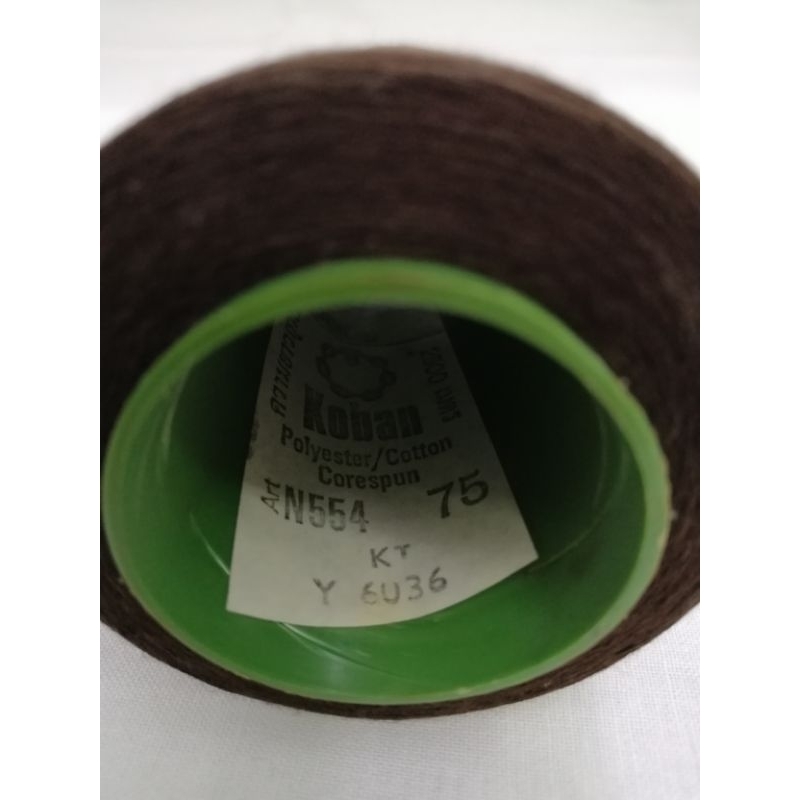 Koban
Polyester/Cotton
Corespun
Art N554 75
KT
Y 6U36